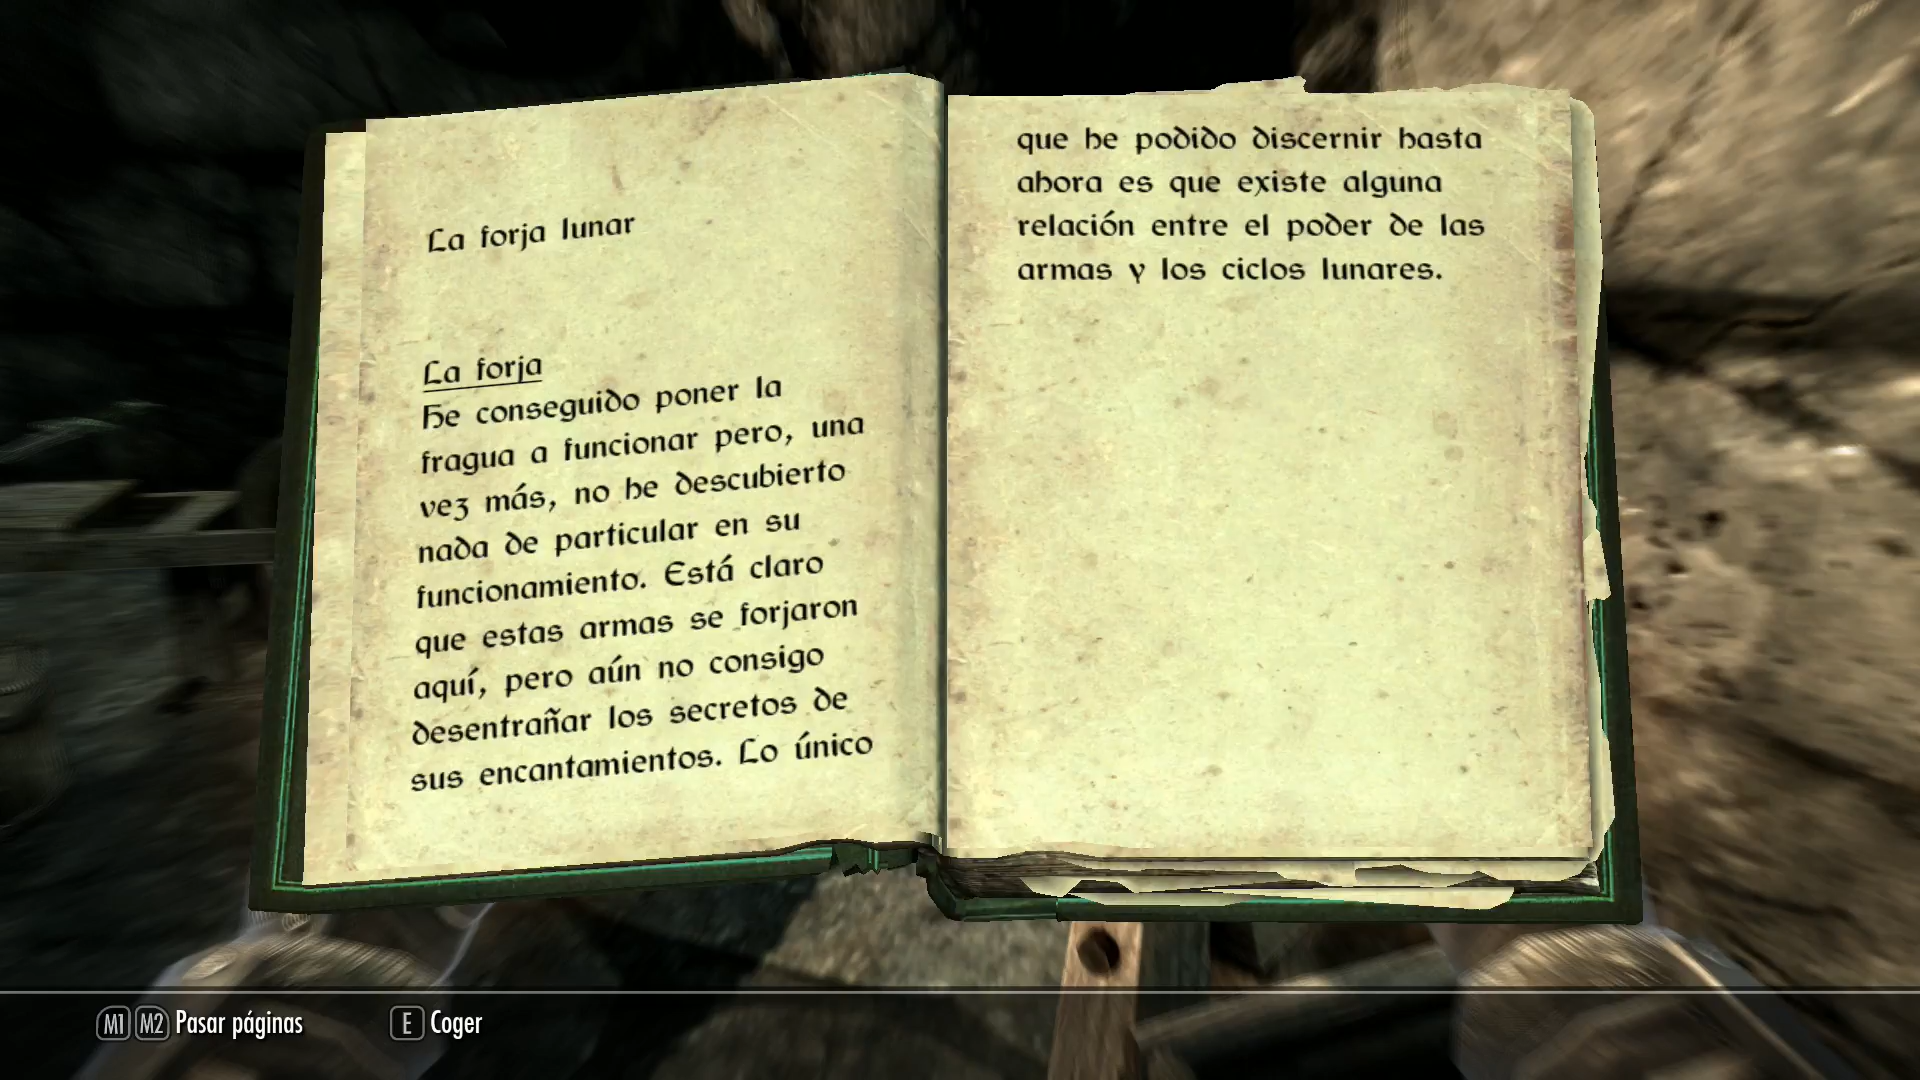 La forja lunar
La forja
He conseguido poner la
fragua a funcionar pero, una
vez más, no he descubierto
nada de particular en su
funcionamiento. Está claro
que estas armas se forjaron
aquí, pero aún no consigo
desentrañar los secretos de
sus encantamientos. Lo único
que he podido discernir hasta
ahora es que existe alguna
relación entre el poder de las
armas y los ciclos lunares.
M1 M2 Pasar páginas
E Coger